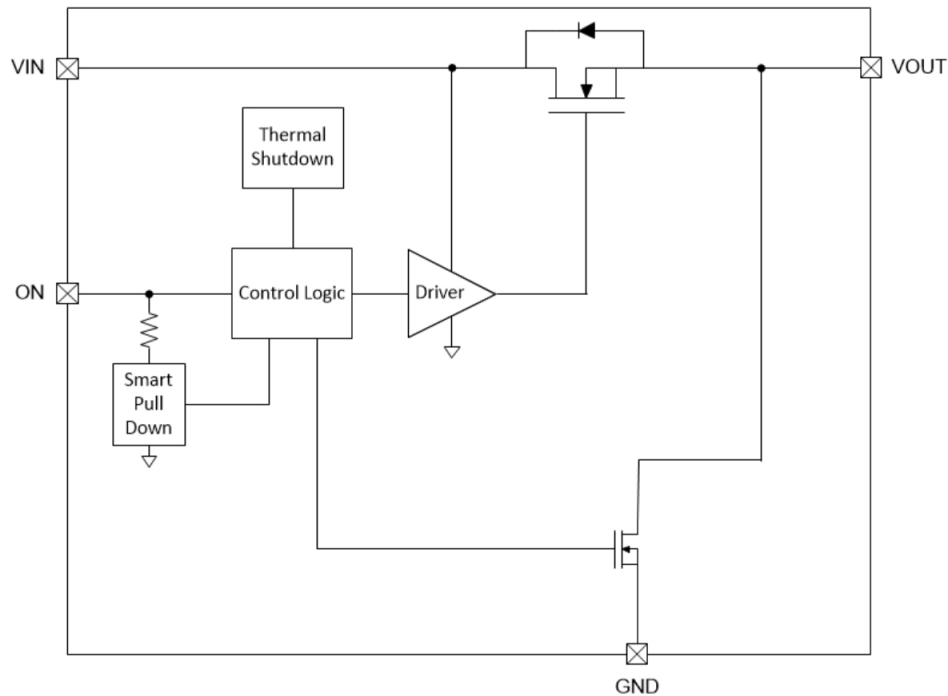 VIN
VOUT
Thermal
Shutdown
ON
Control Logic
Driver
Smart
Pull
Down
GND